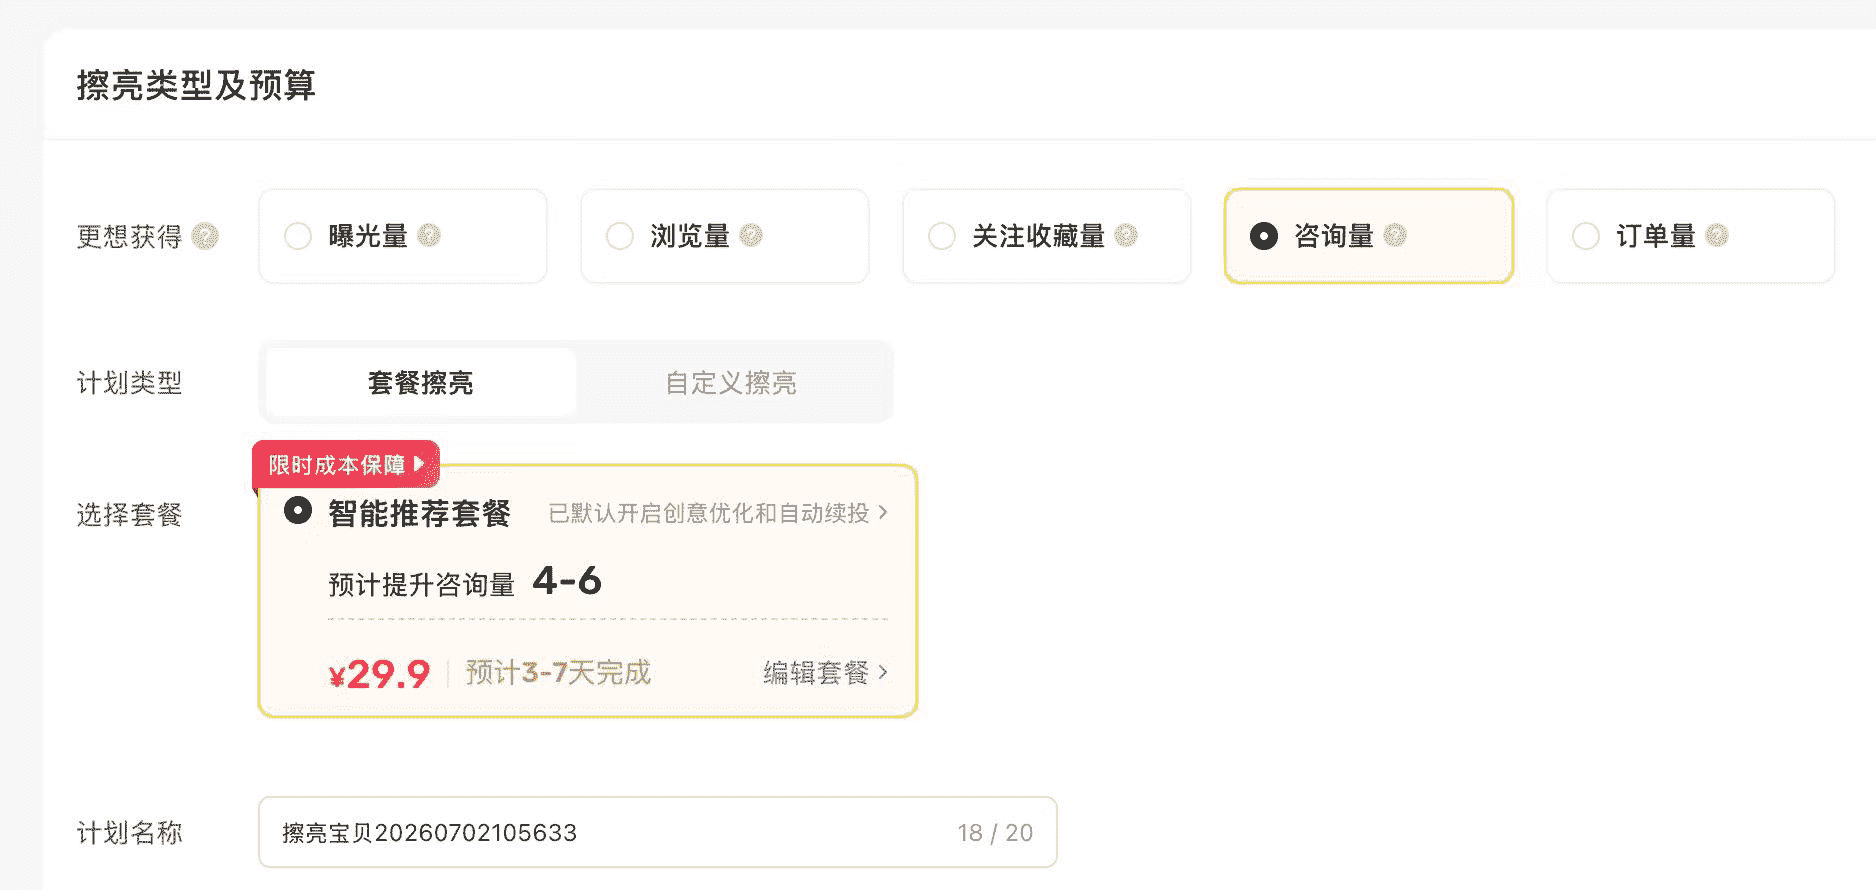 擦亮类型及预算
更想获得 ? 曝光量 ? 浏览量 ? 关注收藏量 ? 咨询量 ? 订单量 ?
计划类型 套餐擦亮 自定义擦亮
限时成本保障
选择套餐 智能推荐套餐 已默认开启创意优化和自动续投 >
预计提升咨询量 4-6
¥29.9 预计3-7天完成 编辑套餐 >
计划名称 擦亮宝贝20260702105633 18 / 20